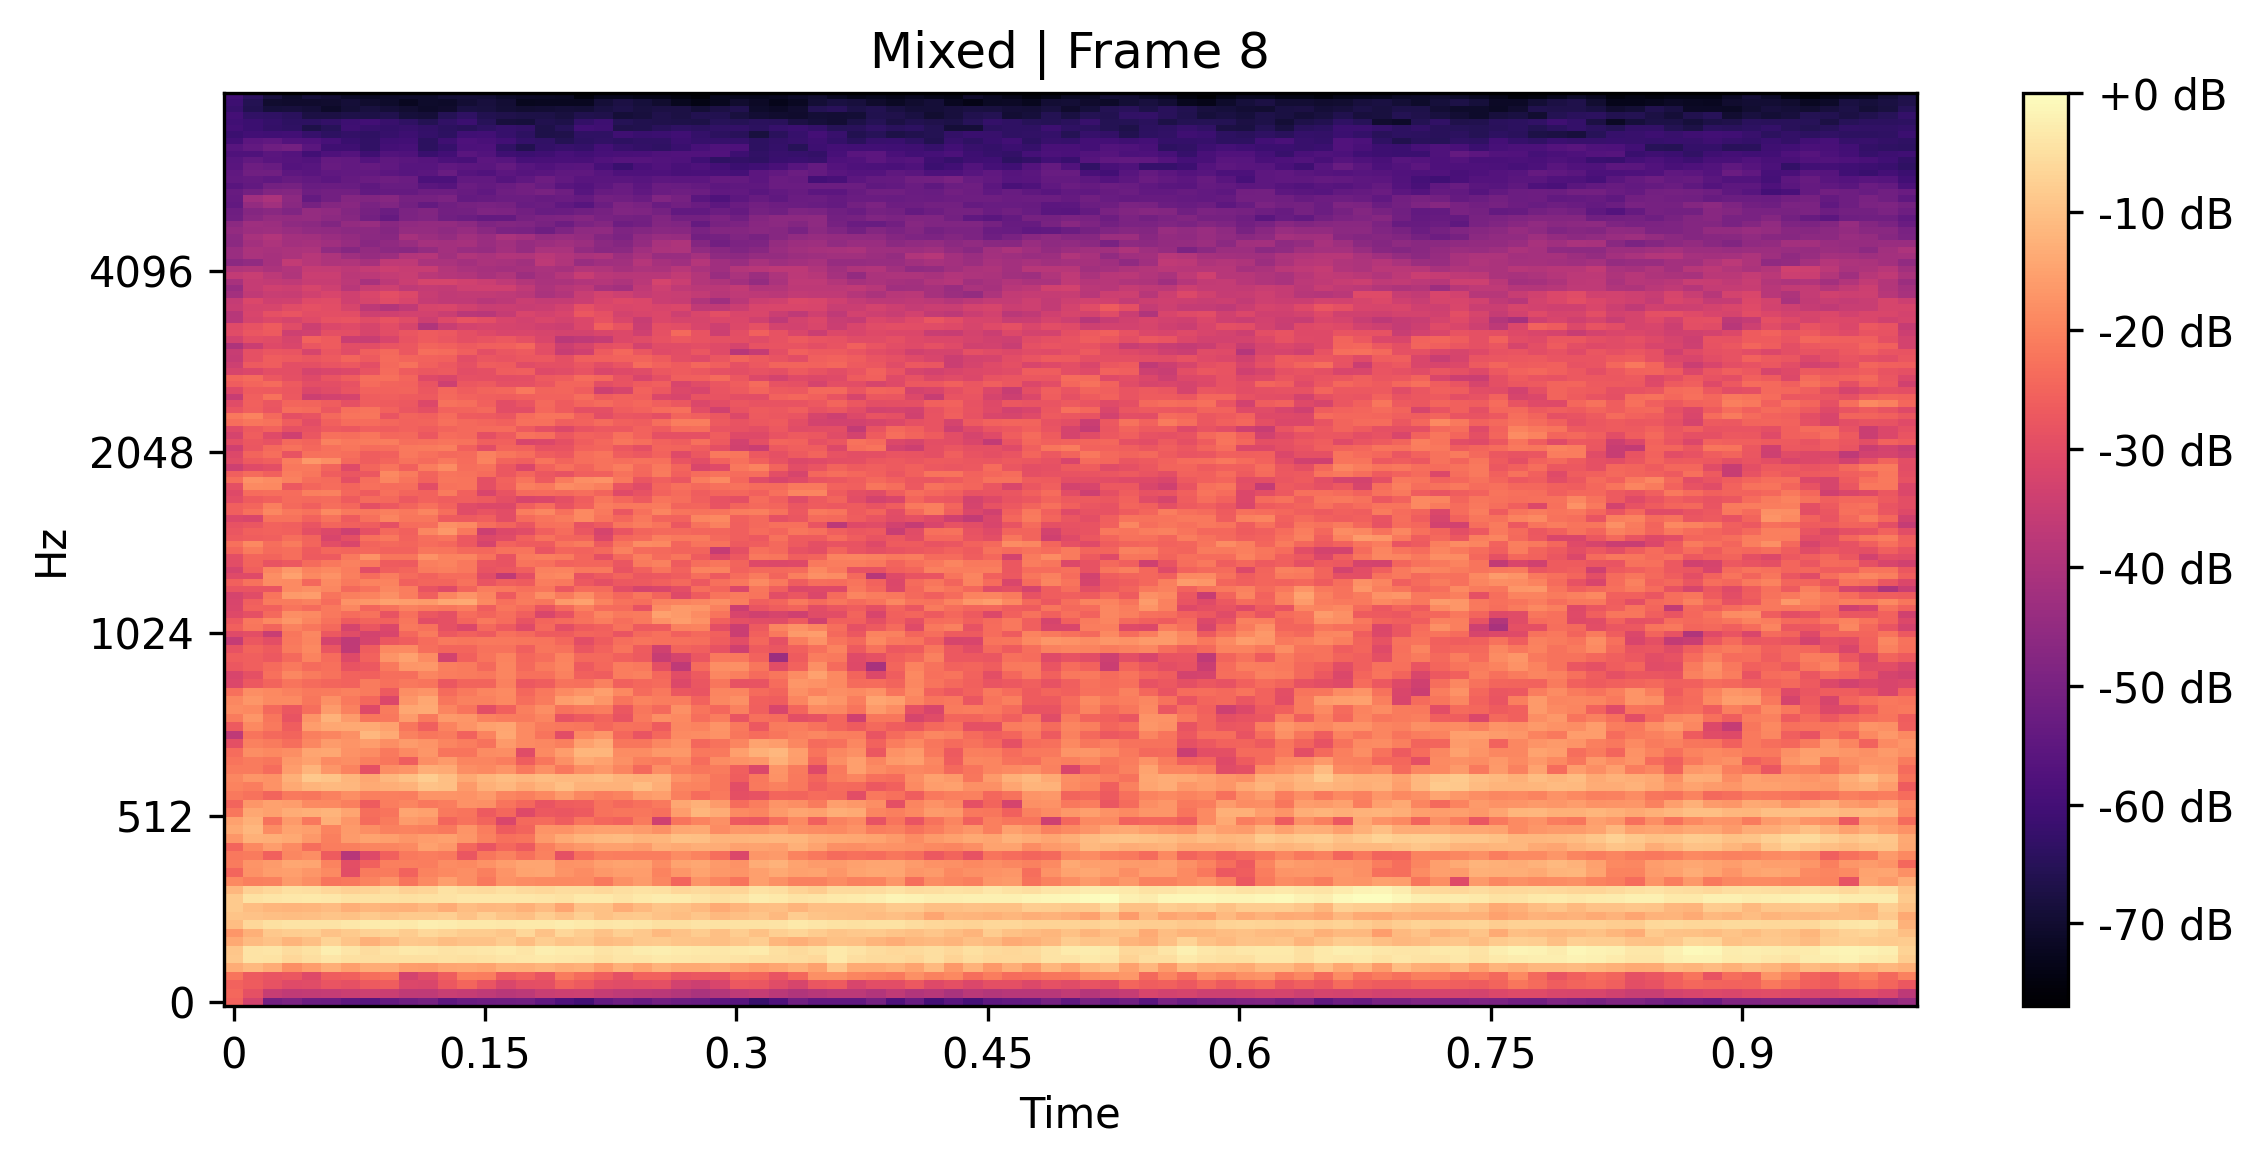 Mixed | Frame 8
Hz
4096
2048
1024
512
0
0 0.15 0.3 0.45 0.6 0.75 0.9
Time
+0 dB
-10 dB
-20 dB
-30 dB
-40 dB
-50 dB
-60 dB
-70 dB